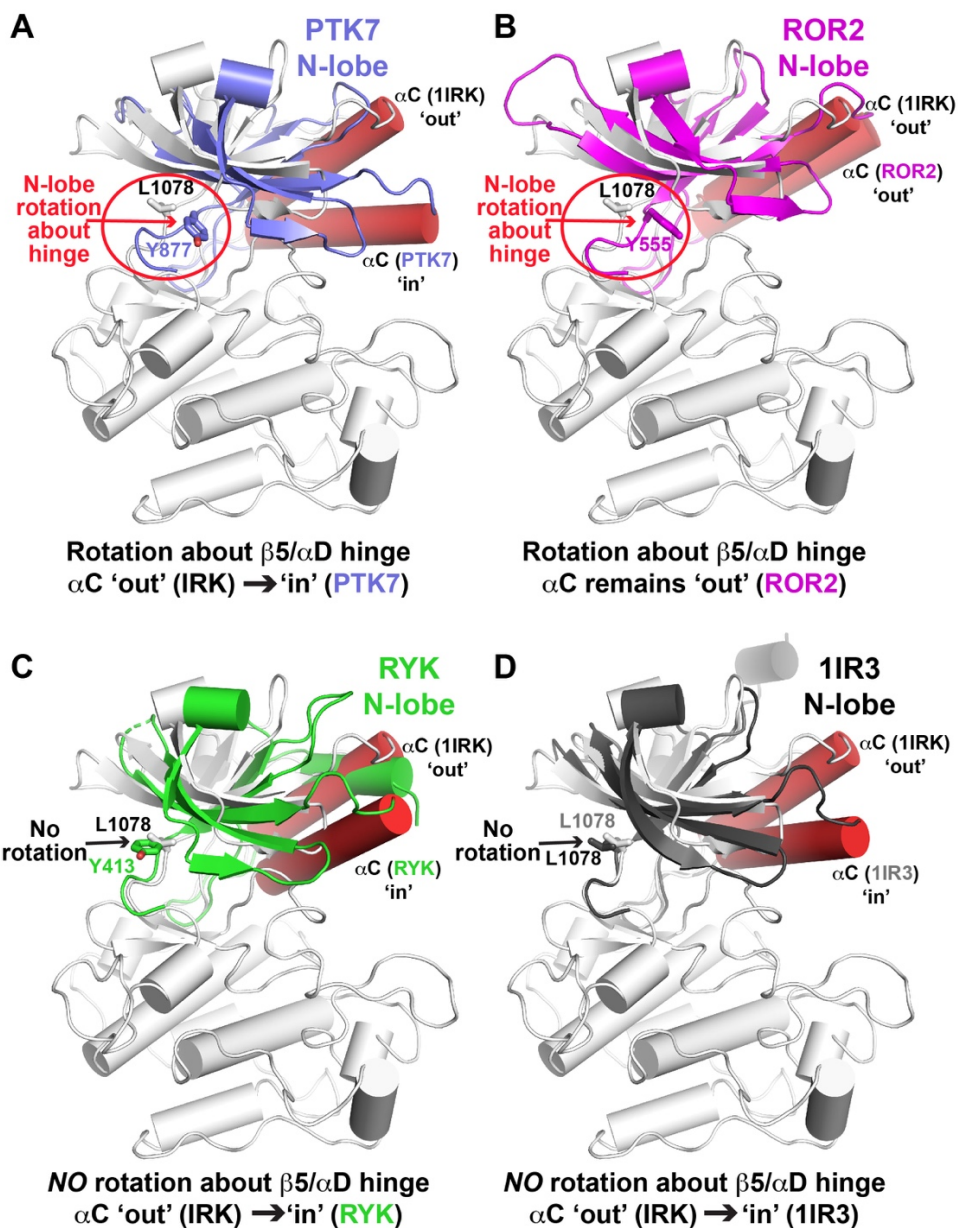 A
PTK7
N-lobe
αC (1IRK)
'out'
L1078
N-lobe
rotation
about
hinge
Y877
αC (PTK7)
'in'
Rotation about β5/αD hinge
αC 'out' (IRK) → 'in' (PTK7)
B
ROR2
N-lobe
αC (1IRK)
'out'
αC (ROR2)
'out'
L1078
N-lobe
rotation
about
hinge
Y555
Rotation about β5/αD hinge
αC remains 'out' (ROR2)
C
RYK
N-lobe
αC (1IRK)
'out'
No
rotation
L1078
Y413
αC (RYK)
'in'
NO rotation about β5/αD hinge
αC 'out' (IRK) → 'in' (RYK)
D
1IR3
N-lobe
αC (1IRK)
'out'
No
rotation
L1078
L1078
αC (1IR3)
'in'
NO rotation about β5/αD hinge
αC 'out' (IRK) → 'in' (1IR3)